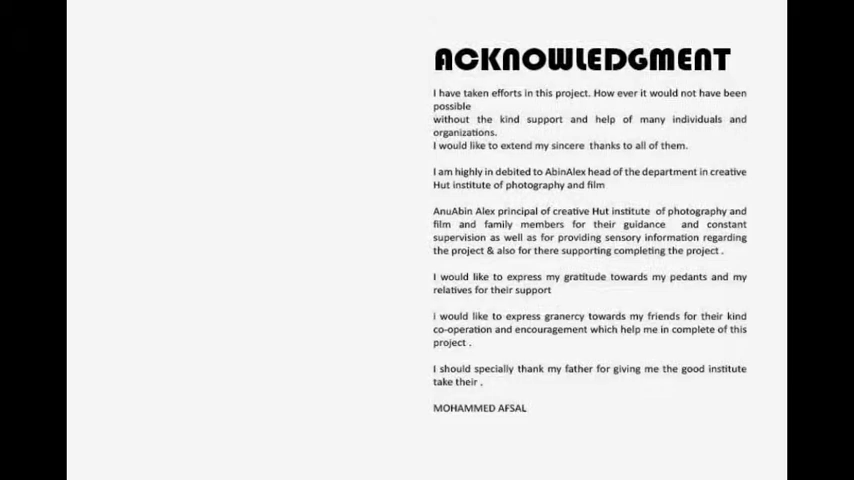 ACKNOWLEDGMENT
I have taken efforts in this project. How ever it would not have been
possible
without the kind support and help of many individuals and
organizations.
I would like to extend my sincere thanks to all of them.
I am highly in debited to AbinAlex head of the department in creative
Hut institute of photography and film
AnuAbin Alex principal of creative Hut institute of photography and
film and family members for their guidance and constant
supervision as well as for providing sensory information regarding
the project & also for there supporting completing the project .
I would like to express my gratitude towards my pedants and my
relatives for their support
i would like to express granercy towards my friends for their kind
co-operation and encouragement which help me in complete of this
project .
I should specially thank my father for giving me the good institute
take their .
MOHAMMED AFSAL